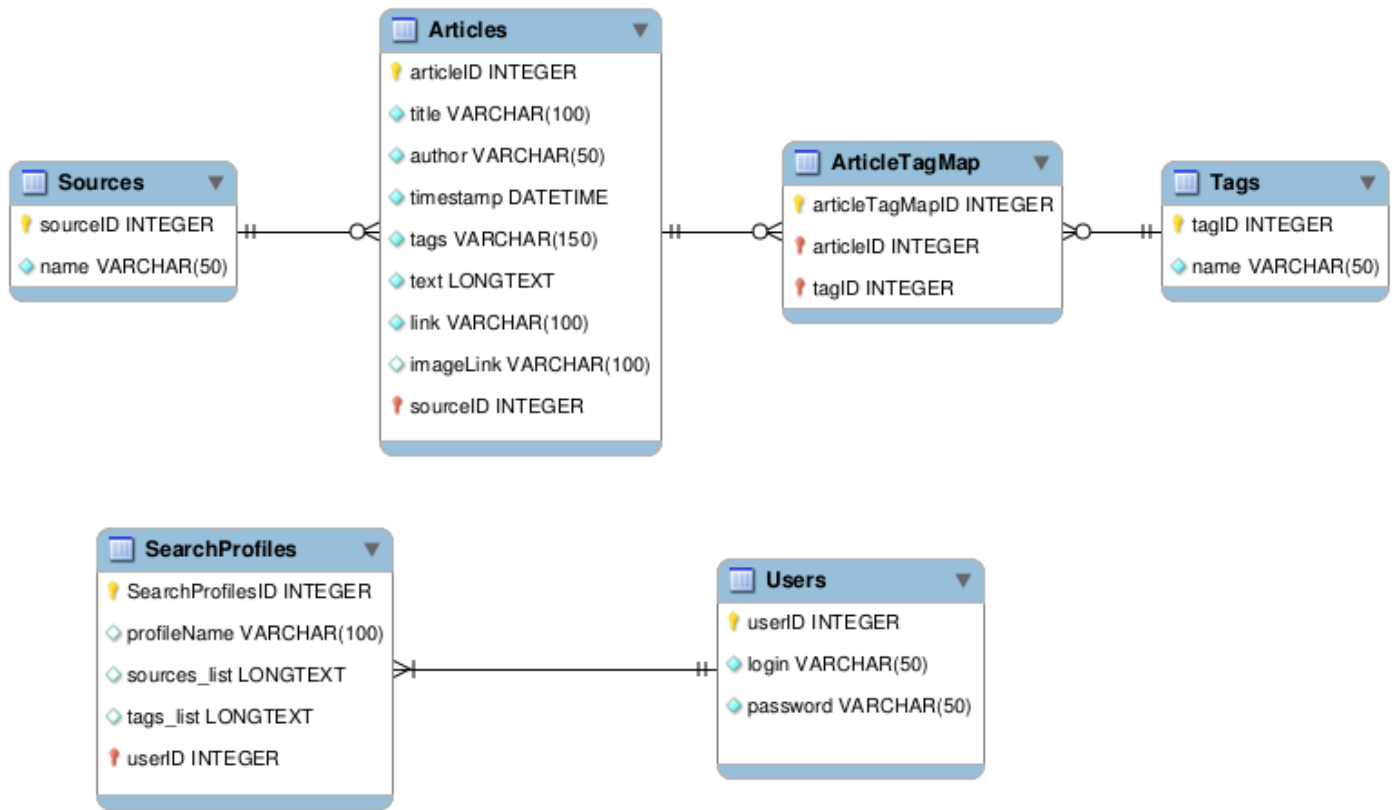 Sources
sourceID INTEGER
name VARCHAR(50)
Articles
articleID INTEGER
title VARCHAR(100)
author VARCHAR(50)
timestamp DATETIME
tags VARCHAR(150)
text LONGTEXT
link VARCHAR(100)
imageLink VARCHAR(100)
sourceID INTEGER
ArticleTagMap
articleTagMapID INTEGER
articleID INTEGER
tagID INTEGER
Tags
tagID INTEGER
name VARCHAR(50)
SearchProfiles
SearchProfilesID INTEGER
profileName VARCHAR(100)
sources_list LONGTEXT
tags_list LONGTEXT
userID INTEGER
Users
userID INTEGER
login VARCHAR(50)
password VARCHAR(50)